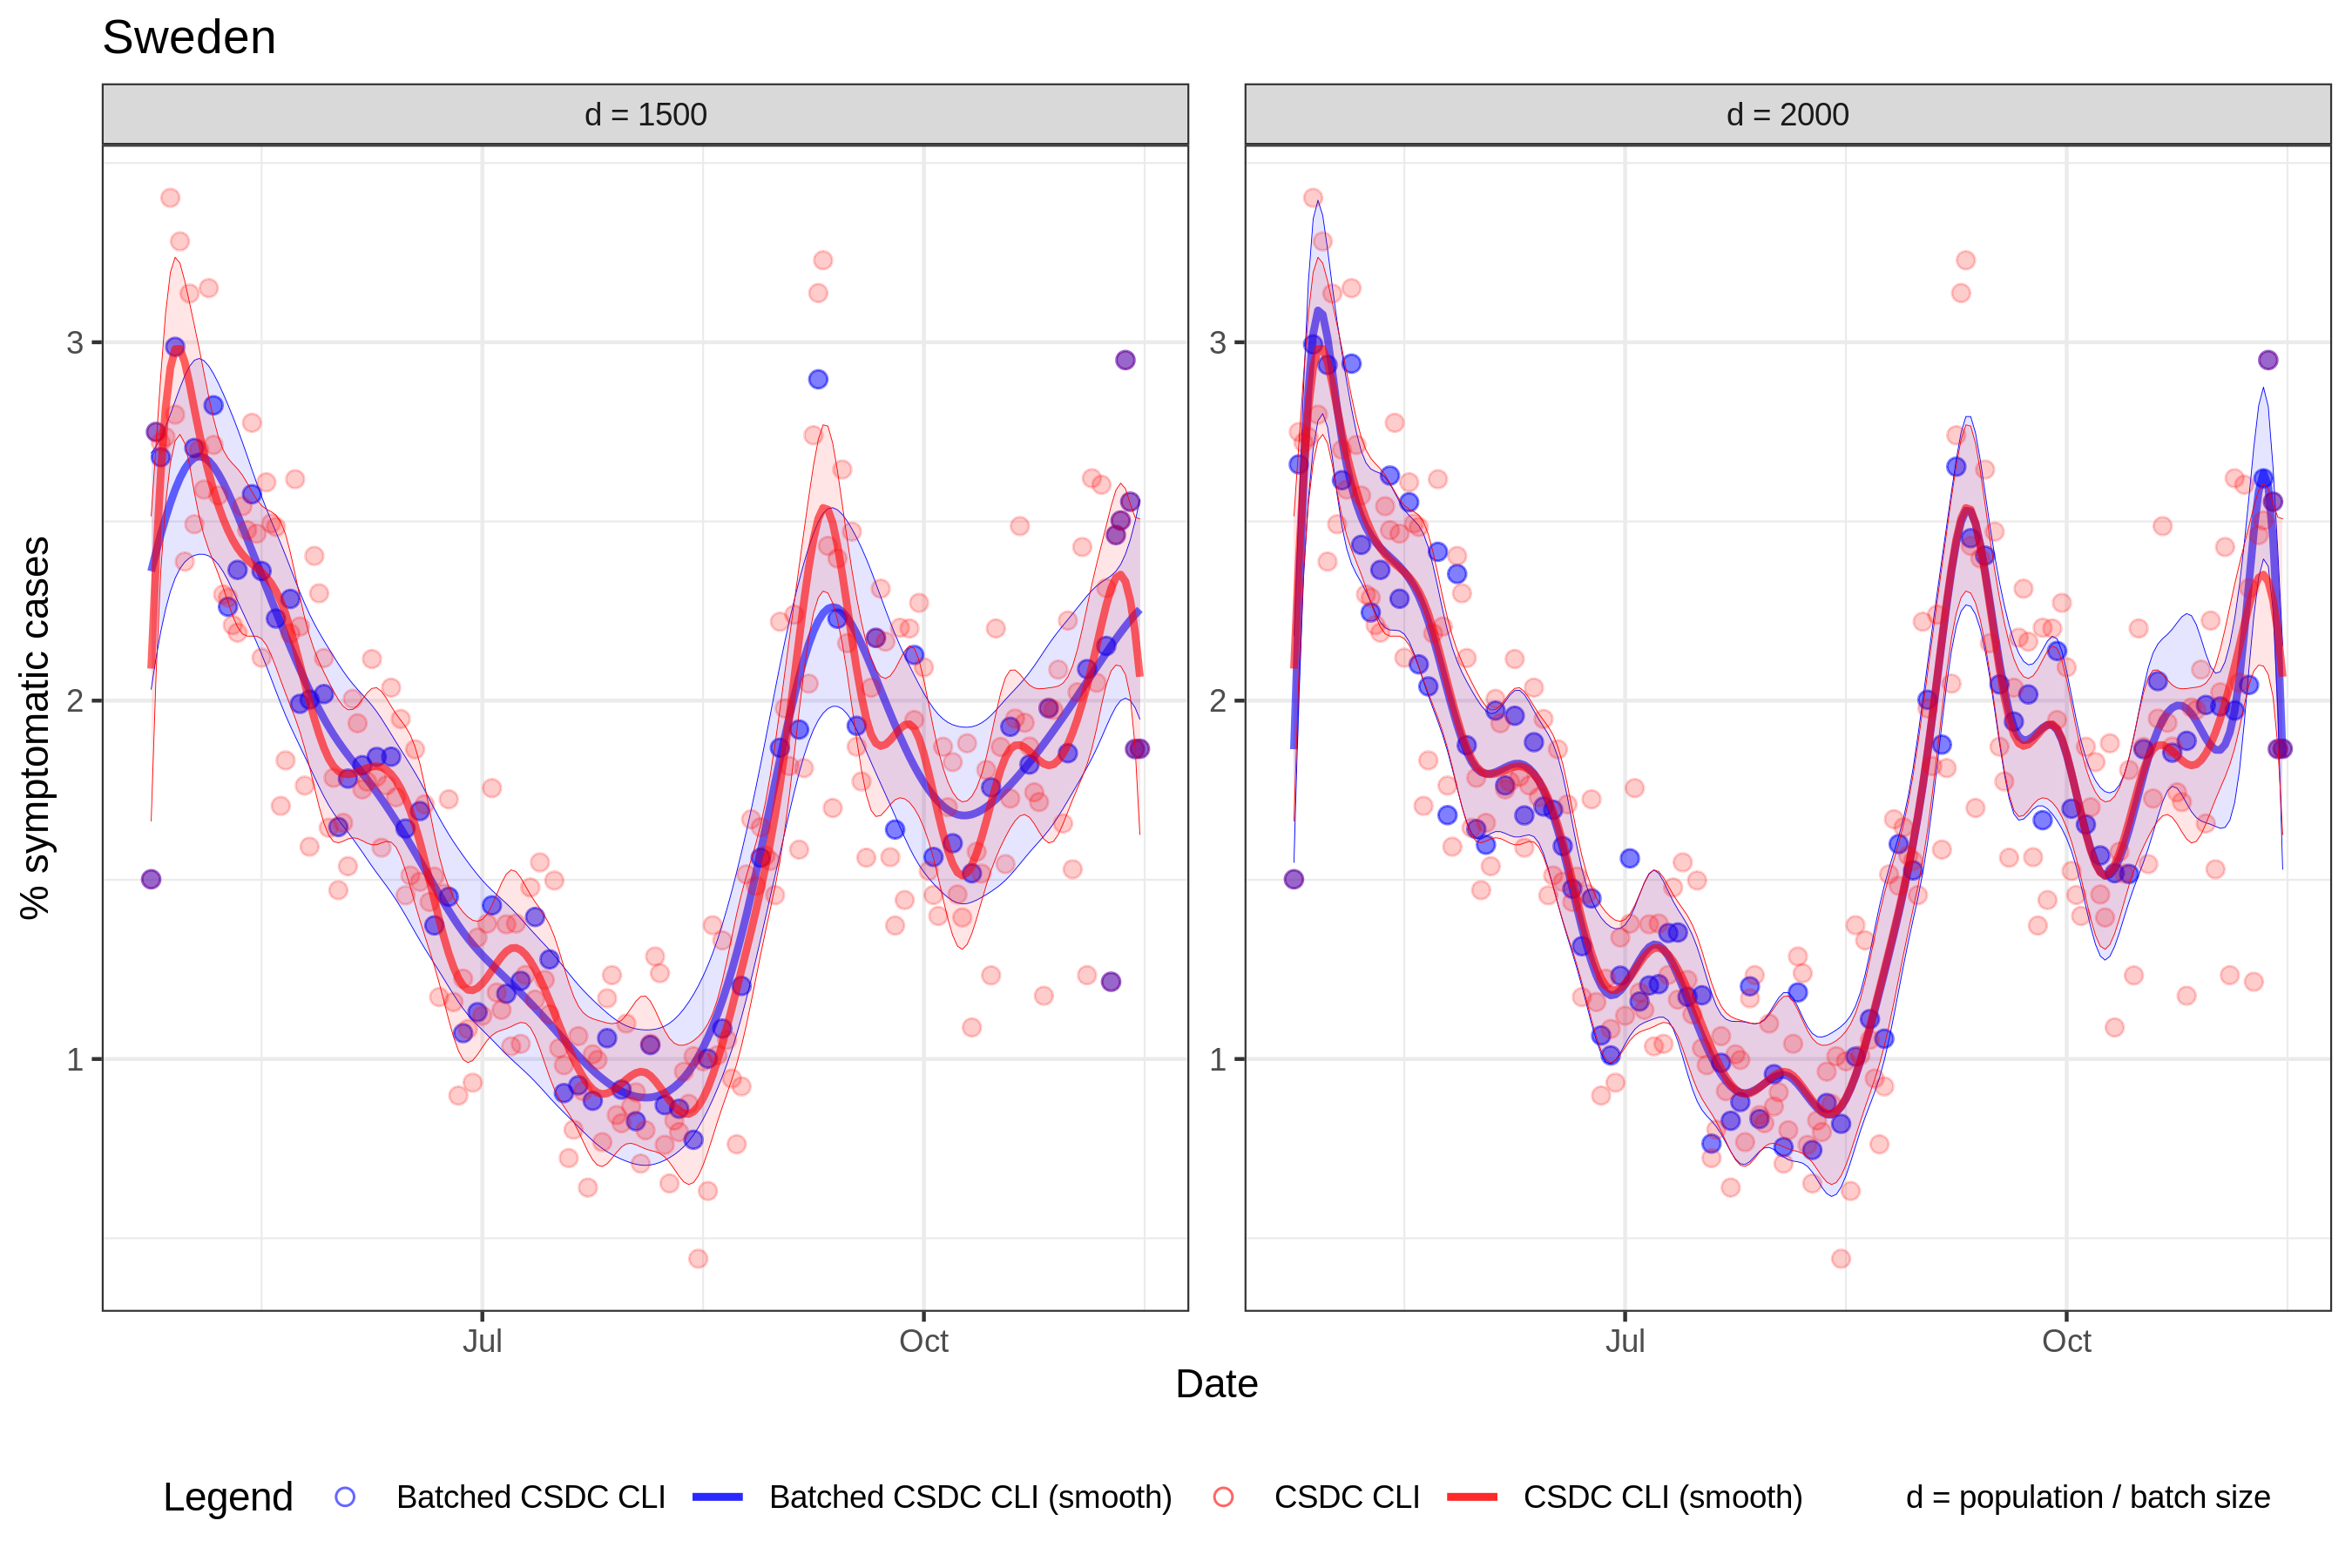 Sweden
d = 1500
d = 2000
% symptomatic cases
3
2
1
3
2
1
Jul
Oct
Jul
Oct
Date
Legend Batched CSDC CLI Batched CSDC CLI (smooth) CSDC CLI CSDC CLI (smooth) d = population / batch size